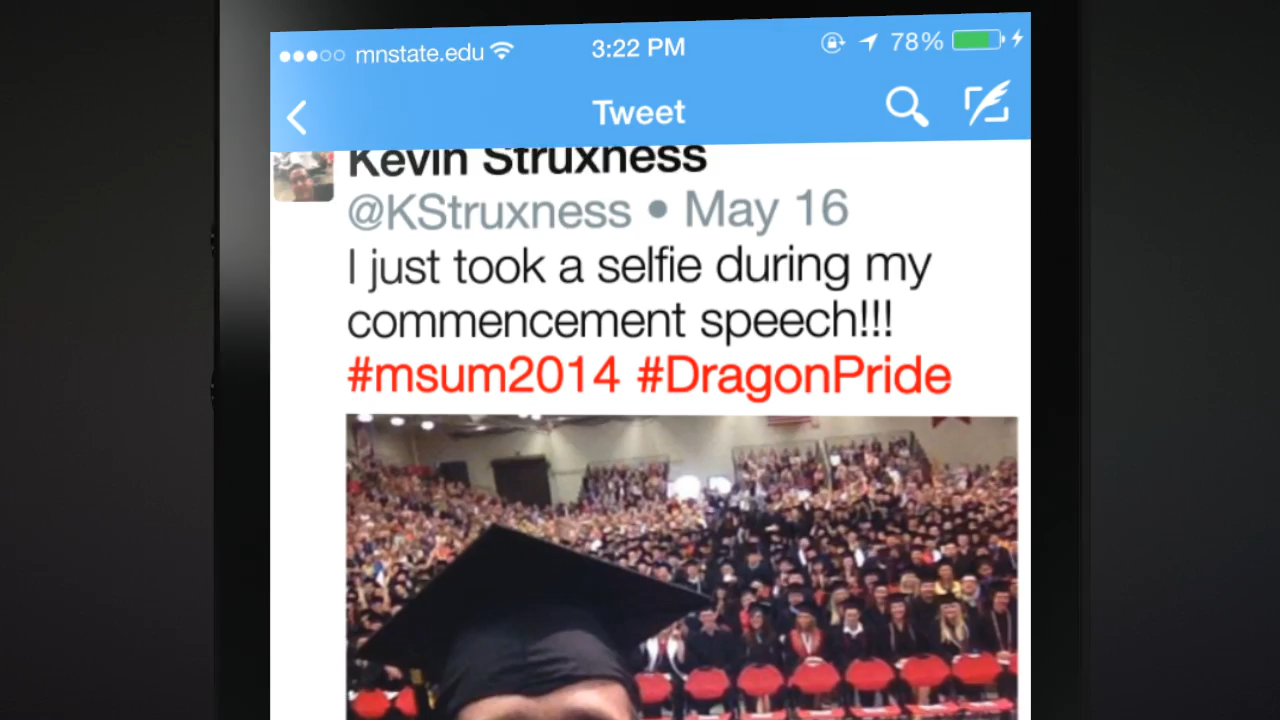 mnstate.edu 3:22 PM 78%
Tweet
Kevin Struxness
@KStruxness • May 16
I just took a selfie during my
commencement speech!!!
#msum2014 #DragonPride